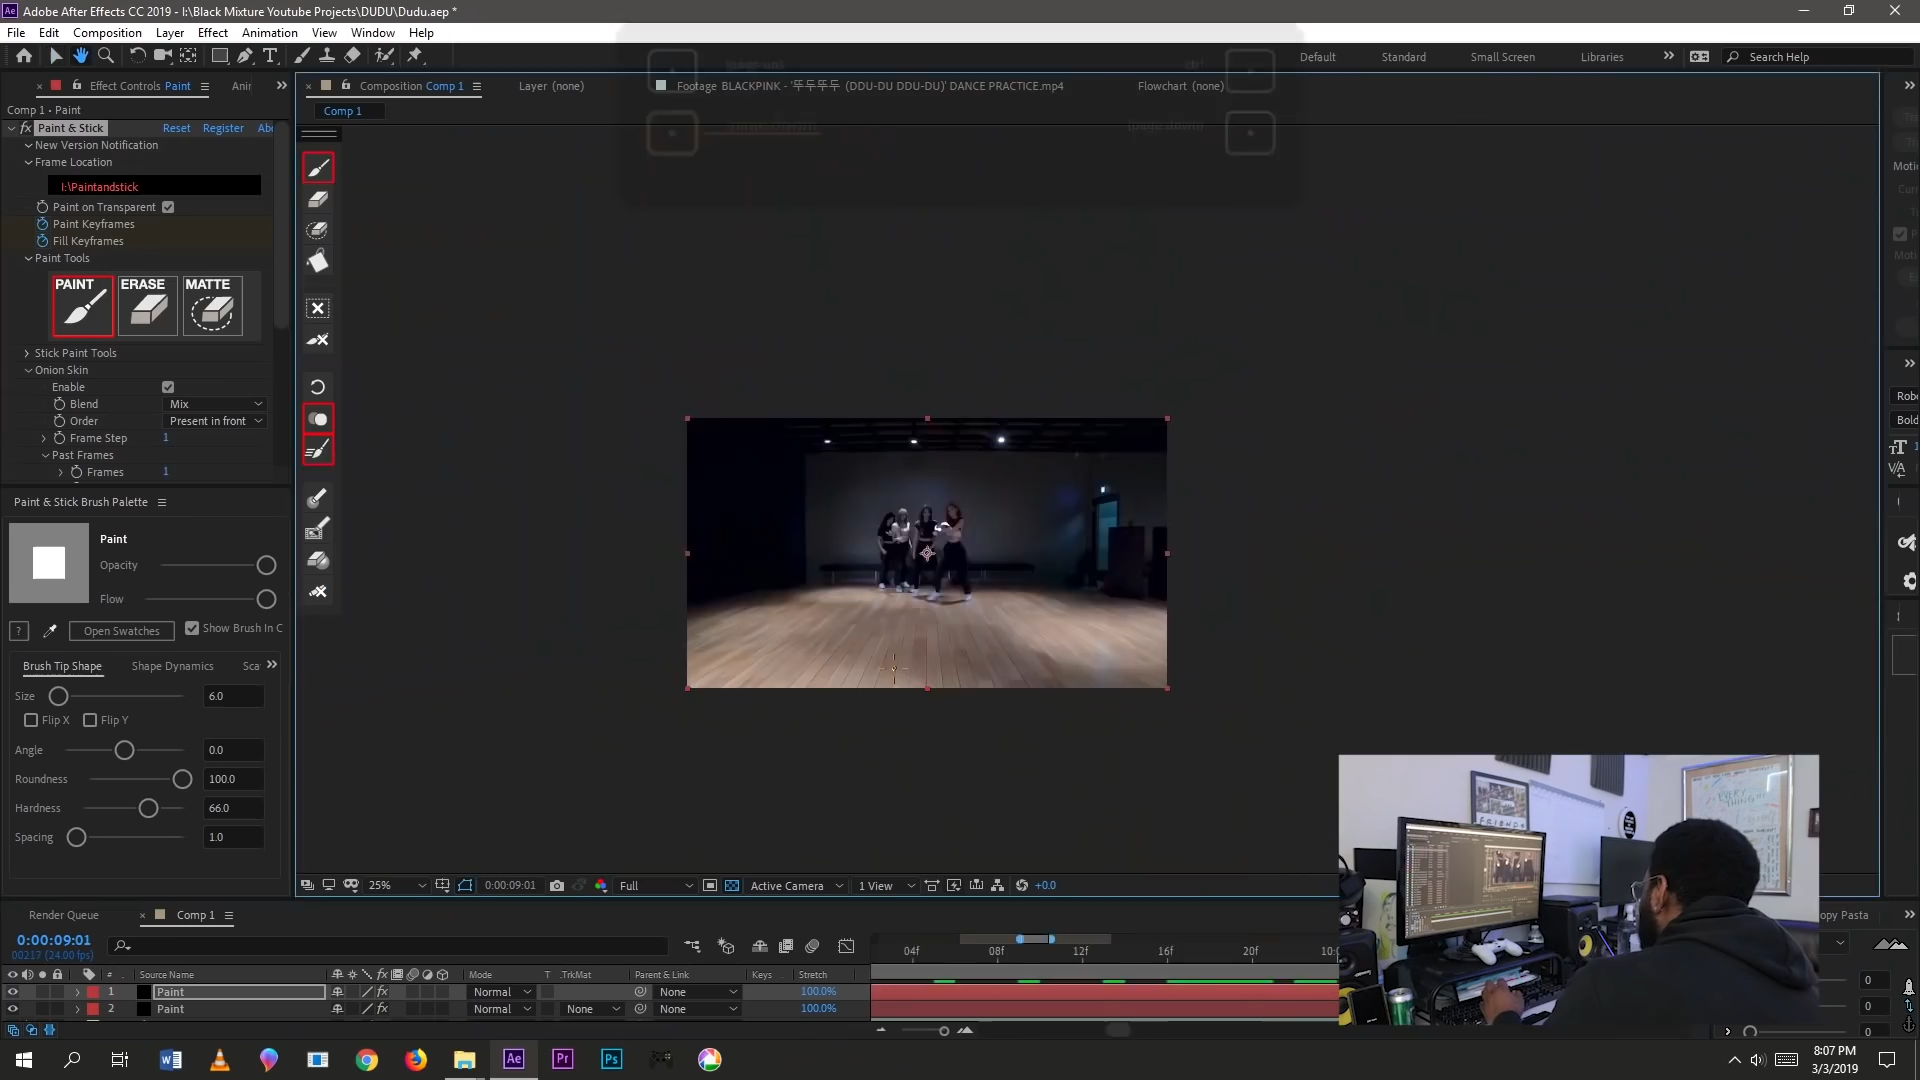 Adobe After Effects CC 2019 - I:\Black Mixture Youtube Projects\DUDU\Dudu.aep *
File Edit Composition Layer Effect Animation View Window Help
Default Standard Small Screen Libraries Search Help
Effect Controls Paint
Composition Comp 1 Layer (none) Footage BLACKPINK - '뚜두뚜두 (DDU-DU DDU-DU)' DANCE PRACTICE.mp4 Flowchart (none)
Comp 1 • Paint
Comp 1
Paint & Stick Reset Register
New Version Notification
Frame Location
I:\Paintandstick
Paint on Transparent
Paint Keyframes
Fill Keyframes
Paint Tools
PAINT ERASE MATTE
Stick Paint Tools
Onion Skin
Enable
Blend Mix
Order Present in front
Frame Step 1
Past Frames
Frames 1
Paint & Stick Brush Palette
Paint
Opacity
Flow
? Open Swatches Show Brush In C
Brush Tip Shape Shape Dynamics
Size 6.0
Flip X Flip Y
Angle 0.0
Roundness 100.0
Hardness 66.0
Spacing 1.0
25% 0:00:09:01 Full Active Camera 1 View +0.0
Render Queue Comp 1
0:00:09:01
00217 (24.00 fps)
04f 08f 12f 16f 20f
# Source Name Mode T .TrkMat Parent & Link Keys Stretch
1 Paint Normal None 100.0%
2 Paint Normal None None 100.0%
FRIENDS
0
0
0
8:07 PM
3/3/2019